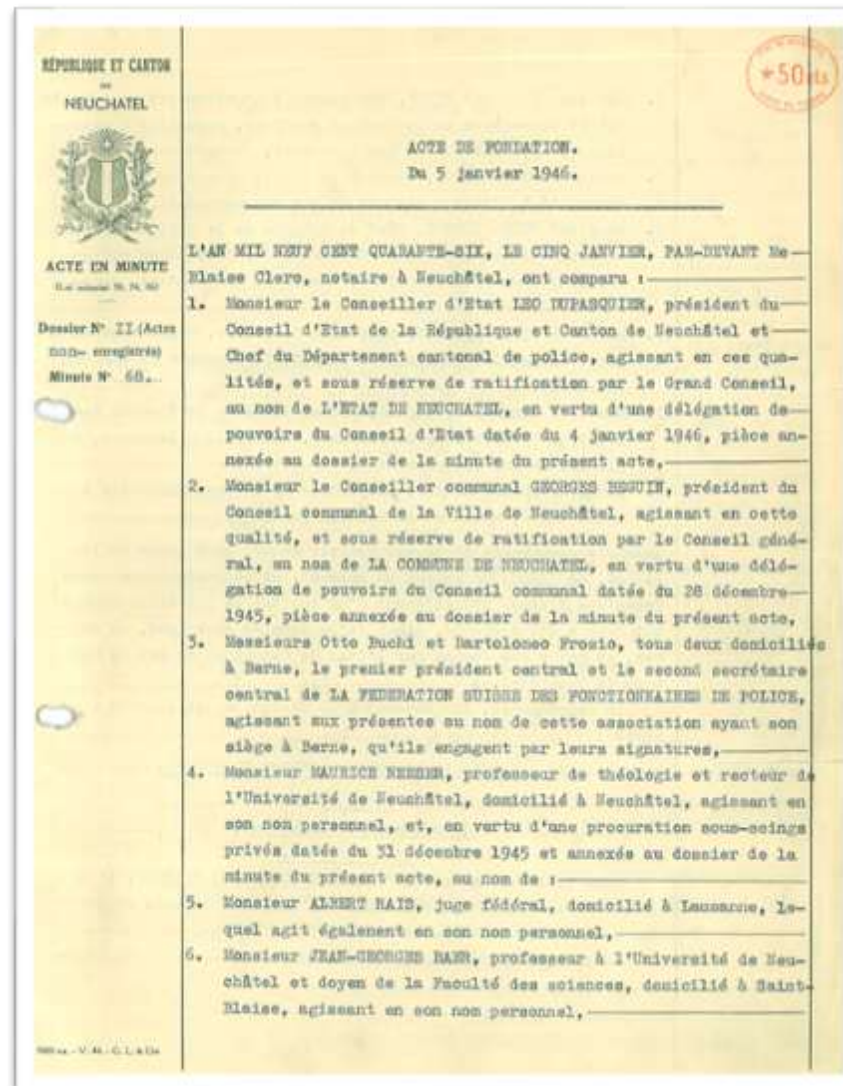 RÉPUBLIQUE ET CANTON
DE
NEUCHATEL
ACTE EN MINUTE
Dossier Nº II (Actes
non- enregistrés)
Minute Nº 68.
*50cts
ACTE DE FONDATION.
Du 5 janvier 1946.
L'AN MIL NEUF CENT QUARANTE-SIX, LE CINQ JANVIER, PAR-DEVANT Me
Blaise Clerc, notaire à Neuchâtel, ont comparu :
1. Monsieur le Conseiller d'Etat LEO DUPASQUIER, président du
Conseil d'Etat de la République et Canton de Neuchâtel et
Chef du Département cantonal de police, agissant en ces qua-
lités, et sous réserve de ratification par le Grand Conseil,
au nom de L'ETAT DE NEUCHATEL, en vertu d'une délégation de
pouvoirs du Conseil d'Etat datée du 4 janvier 1946, pièce an-
nexée au dossier de la minute du présent acte,
2. Monsieur le Conseiller communal GEORGES BEGUIN, président du
Conseil communal de la Ville de Neuchâtel, agissant en cette
qualité, et sous réserve de ratification par le Conseil géné-
ral, au nom de LA COMMUNE DE NEUCHATEL, en vertu d'une délé-
gation de pouvoirs du Conseil communal datée du 28 décembre
1945, pièce annexée au dossier de la minute du présent acte,
3. Messieurs Otto Buchi et Bartolomeo Frosio, tous deux domiciliés
à Berne, le premier président central et le second secrétaire
central de LA FEDERATION SUISSE DES FONCTIONNAIRES DE POLICE,
agissant aux présentes au nom de cette association ayant son
siège à Berne, qu'ils engagent par leurs signatures,
4. Monsieur MAURICE NEESER, professeur de théologie et recteur de
l'Université de Neuchâtel, domicilié à Neuchâtel, agissant en
son nom personnel, et, en vertu d'une procuration sous-seings
privés datée du 31 décembre 1945 et annexée au dossier de la
minute du présent acte, au nom de :
5. Monsieur ALBERT RAIS, juge fédéral, domicilié à Lausanne, le-
quel agit également en son nom personnel,
6. Monsieur JEAN-GEORGES BAER, professeur à l'Université de Neu-
châtel et doyen de la Faculté des sciences, domicilié à Saint-
Blaise, agissant en son nom personnel,